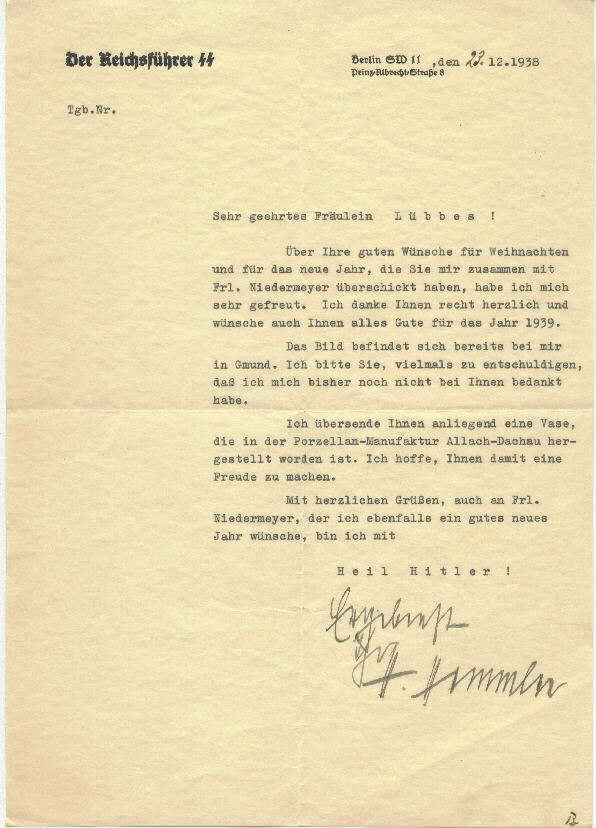 Der Reichsführer SS
Berlin SW 11, den 23. 12. 1938
Prinz-Albrecht-Straße 8
Tgb.Nr.
Sehr geehrtes Fräulein L ü b b e s !
Über Ihre guten Wünsche für Weihnachten
und für das neue Jahr, die Sie mir zusammen mit
Frl. Niedermeyer überschickt haben, habe ich mich
sehr gefreut. Ich danke Ihnen recht herzlich und
wünsche auch Ihnen alles Gute für das Jahr 1939.
Das Bild befindet sich bereits bei mir
in Gmund. Ich bitte Sie, vielmals zu entschuldigen,
daß ich mich bisher noch nicht bei Ihnen bedankt
habe.
Ich übersende Ihnen anliegend eine Vase,
die in der Porzellan-Manufaktur Allach-Dachau her-
gestellt worden ist. Ich hoffe, Ihnen damit eine
Freude zu machen.
Mit herzlichen Grüßen, auch an Frl.
Niedermeyer, der ich ebenfalls ein gutes neues
Jahr wünsche, bin ich mit
H e i l  H i t l e r !
Ergebenst
Ihr
H. Himmler